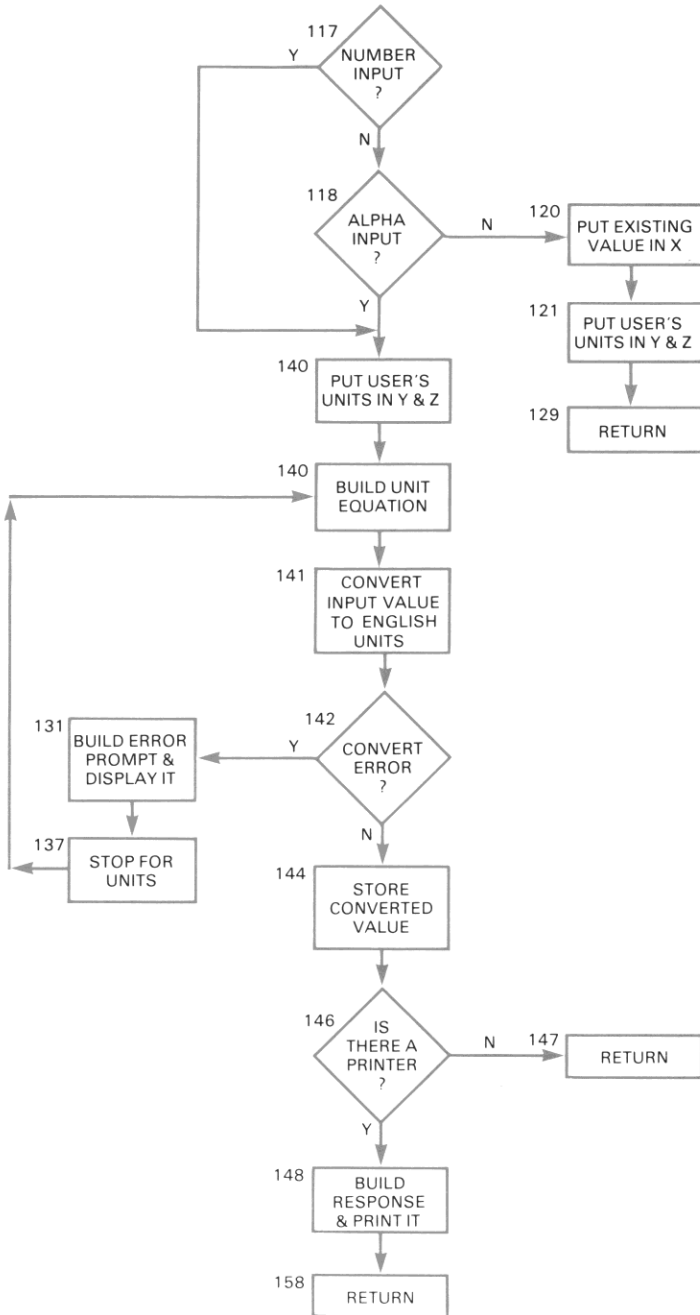 117
Y
NUMBER
INPUT
?
N
118
ALPHA
INPUT
?
N
120
PUT EXISTING
VALUE IN X
Y
121
PUT USER'S
UNITS IN Y & Z
129
RETURN
140
PUT USER'S
UNITS IN Y & Z
140
BUILD UNIT
EQUATION
141
CONVERT
INPUT VALUE
TO ENGLISH
UNITS
142
CONVERT
ERROR
?
Y
131
BUILD ERROR
PROMPT &
DISPLAY IT
137
STOP FOR
UNITS
N
144
STORE
CONVERTED
VALUE
146
IS
THERE A
PRINTER
?
N
147
RETURN
Y
148
BUILD
RESPONSE
& PRINT IT
158
RETURN